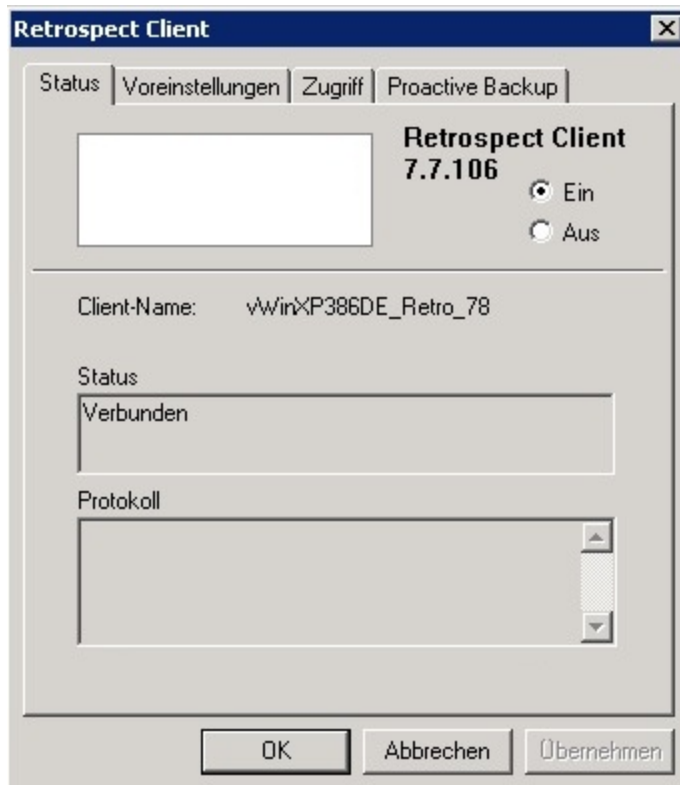 Retrospect Client
Status Voreinstellungen Zugriff Proactive Backup
Retrospect Client
7.7.106
Ein
Aus
Client-Name: vWinXP386DE_Retro_78
Status
Verbunden
Protokoll
OK Abbrechen Übernehmen